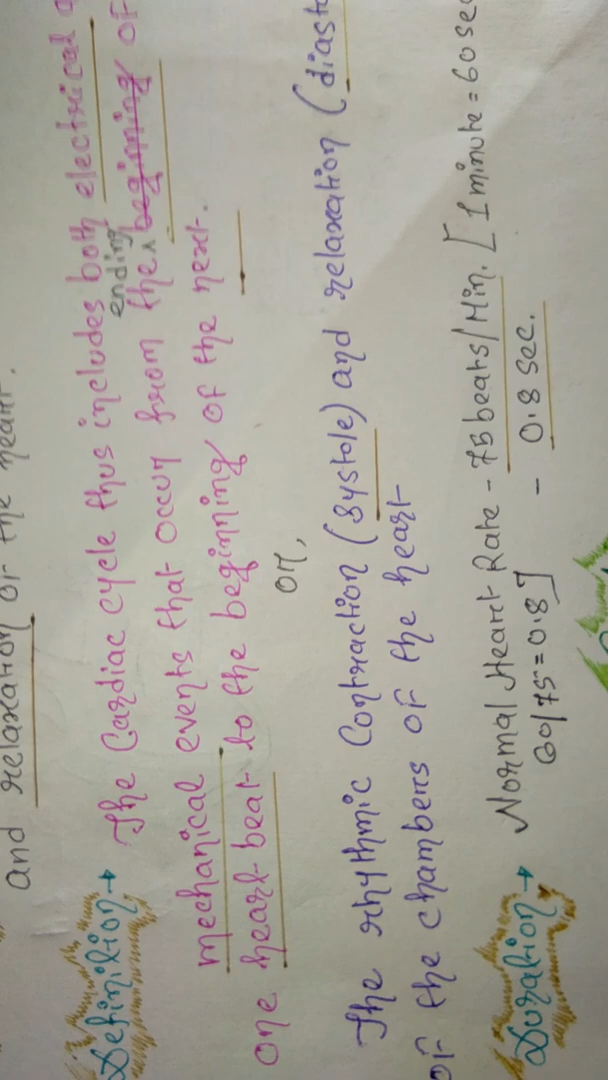 and relaxation of the heart.
Definition → The Cardiac cycle thus includes both electrical
ending
mechanical events that occur from the ^ beginning of
one heart beat to the beginning of the next.
or,
The rhythmic Contraction (Systole) and relaxation (diasto
of the chambers of the heart
Duration → Normal Heart Rate - 75 beats/Min. [1 minute = 60 sec
60/75 = 0.8] - 0.8 sec.